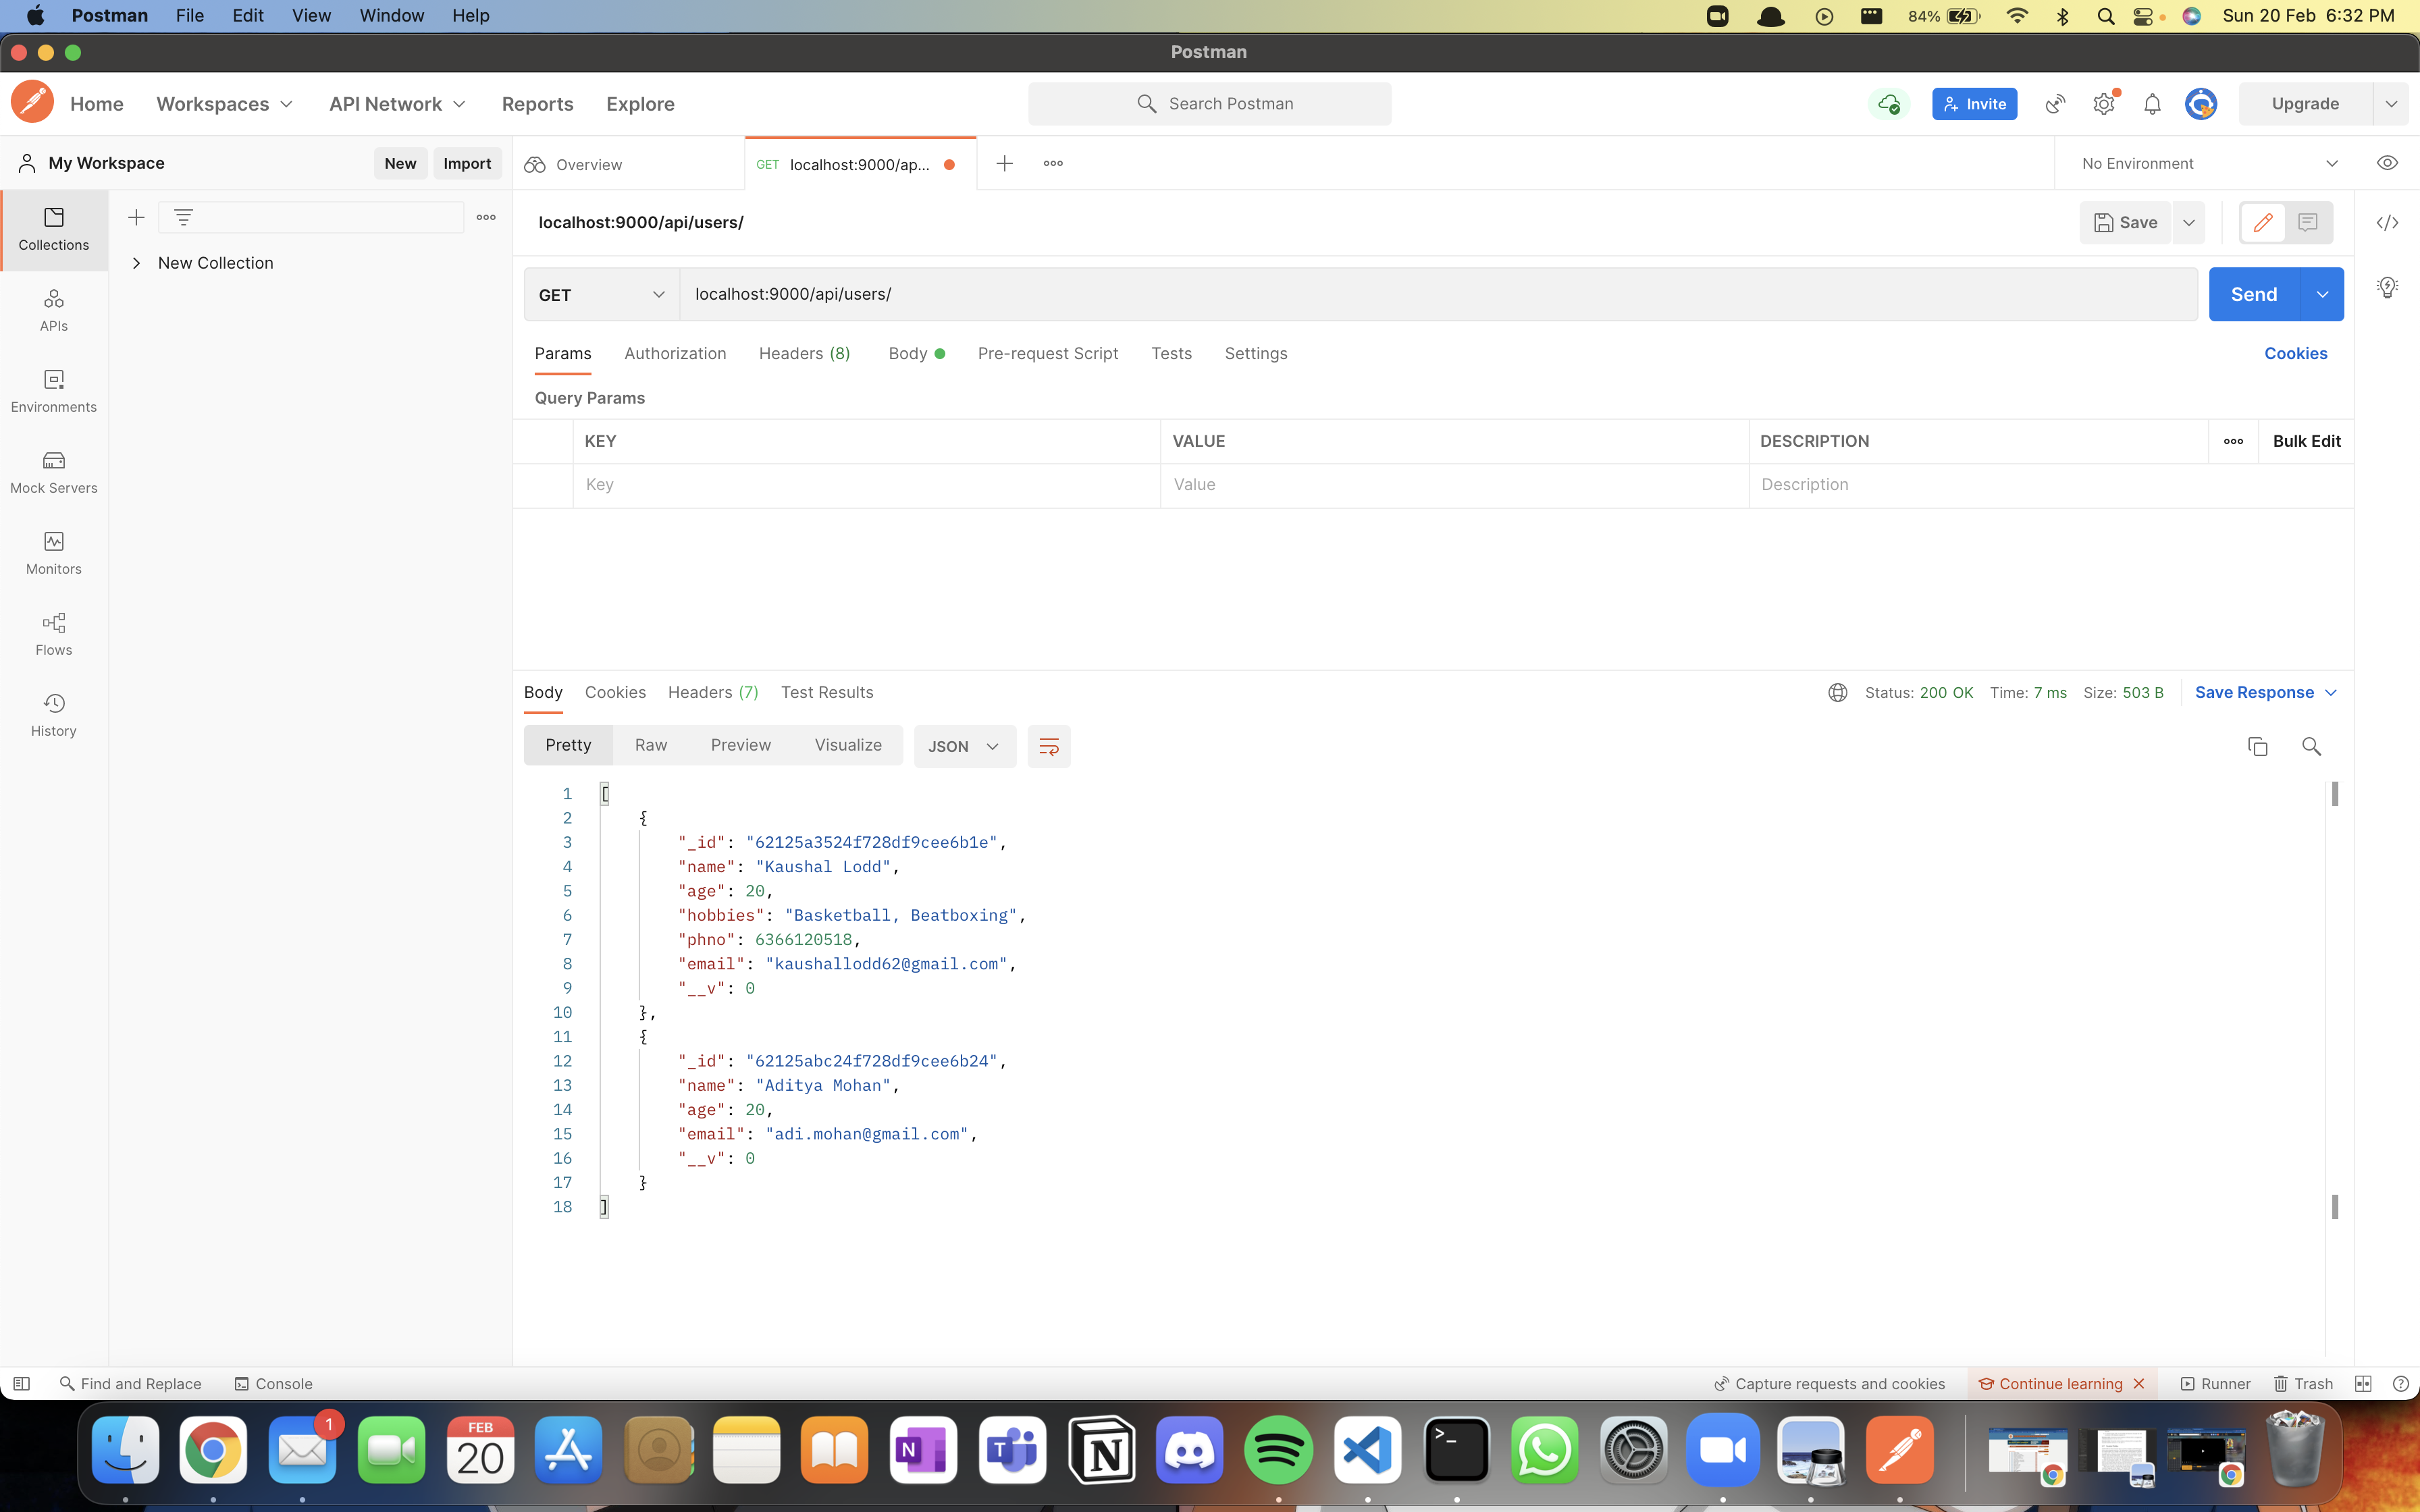 Postman File Edit View Window Help 84% Sun 20 Feb 6:32 PM
Postman
Home Workspaces API Network Reports Explore Search Postman Invite Upgrade
My Workspace New Import Overview GET localhost:9000/ap... No Environment
Collections
New Collection
APIs
Environments
Mock Servers
Monitors
Flows
History
localhost:9000/api/users/ Save
GET localhost:9000/api/users/ Send
Params Authorization Headers (8) Body Pre-request Script Tests Settings Cookies
Query Params
KEY VALUE DESCRIPTION Bulk Edit
Key Value Description
Body Cookies Headers (7) Test Results Status: 200 OK Time: 7 ms Size: 503 B Save Response
Pretty Raw Preview Visualize JSON
1 [
2 {
3 "_id": "62125a3524f728df9cee6b1e",
4 "name": "Kaushal Lodd",
5 "age": 20,
6 "hobbies": "Basketball, Beatboxing",
7 "phno": 6366120518,
8 "email": "kaushallodd62@gmail.com",
9 "__v": 0
10 },
11 {
12 "_id": "62125abc24f728df9cee6b24",
13 "name": "Aditya Mohan",
14 "age": 20,
15 "email": "adi.mohan@gmail.com",
16 "__v": 0
17 }
18 ]
Find and Replace Console Capture requests and cookies Continue learning Runner Trash
1 FEB
20 N T N >_